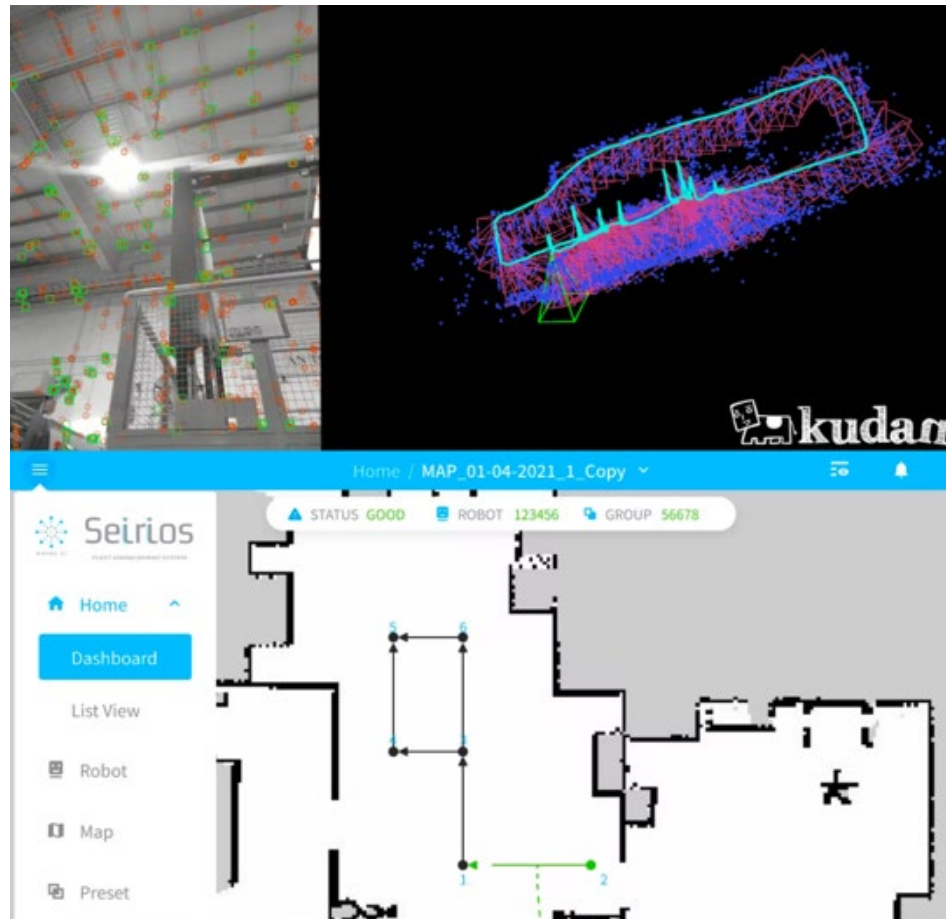 kudan
Home / MAP_01-04-2021_1_Copy
STATUS GOOD ROBOT 123456 GROUP 56678
Seirios
Home
Dashboard
List View
Robot
Map
Preset
5 6
4 3
1 2